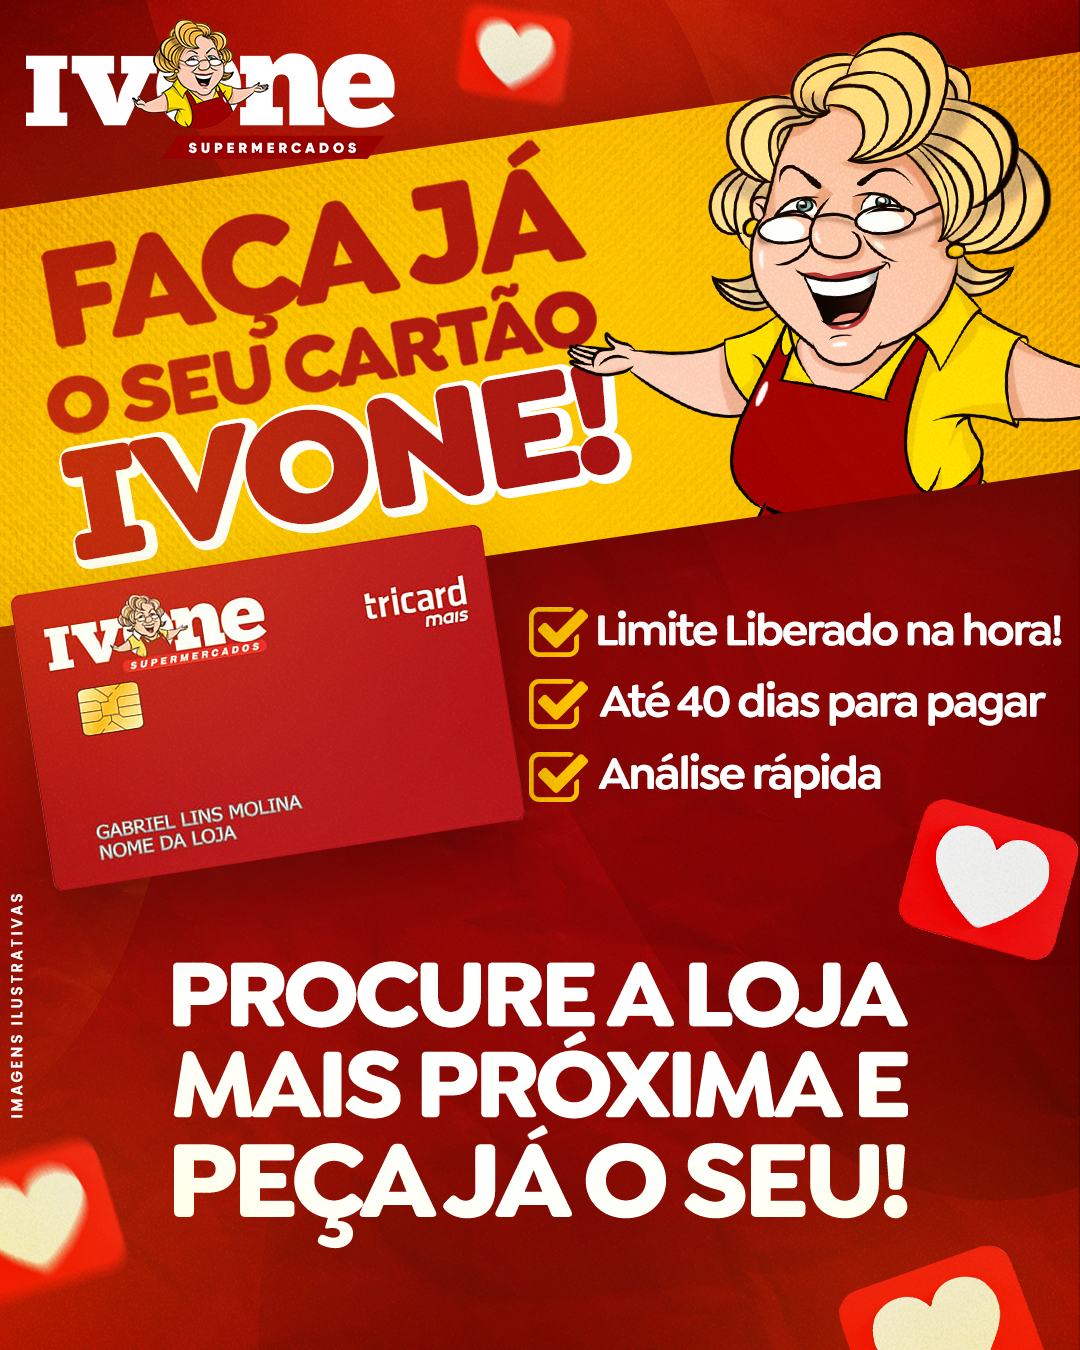 IVONE
SUPERMERCADOS
FAÇA JÁ
O SEU CARTÃO
IVONE!
IVONE
SUPERMERCADOS
tricard
mais
GABRIEL LINS MOLINA
NOME DA LOJA
Limite Liberado na hora!
Até 40 dias para pagar
Análise rápida
IMAGENS ILUSTRATIVAS
PROCURE A LOJA
MAIS PRÓXIMA E
PEÇA JÁ O SEU!